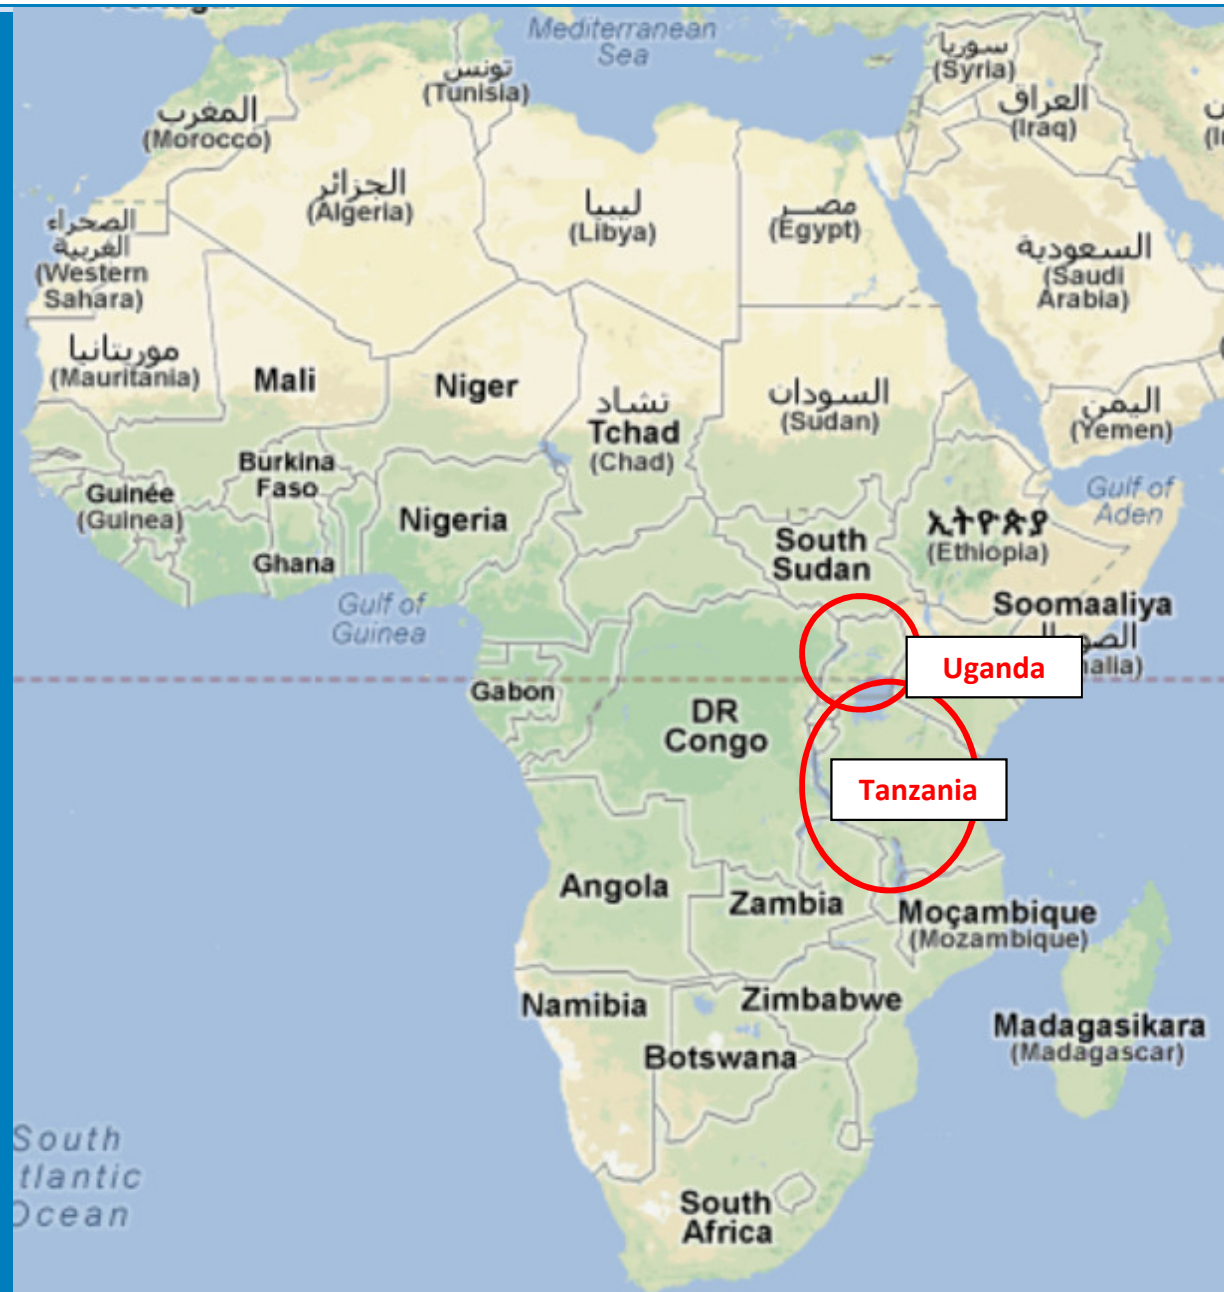 Mediterranean
Sea
سوريا
(Syria)
تونس
(Tunisia)
العراق
(Iraq)
المغرب
(Morocco)
الجزائر
(Algeria)
ليبيا
(Libya)
مصر
(Egypt)
الصحراء
الغربية
(Western
Sahara)
السعودية
(Saudi
Arabia)
موريتانيا
(Mauritania)
Mali
Niger
تشاد
Tchad
(Chad)
السودان
(Sudan)
اليمن
(Yemen)
Burkina
Faso
Guinée
(Guinea)
Nigeria
Gulf of
Aden
ኢትዮጵያ
(Ethiopia)
South
Sudan
Ghana
Gulf of
Guinea
Soomaaliya
Uganda
Gabon
DR
Congo
Tanzania
Angola
Zambia
Moçambique
(Mozambique)
Namibia
Zimbabwe
Madagasikara
(Madagascar)
Botswana
South
tlantic
Ocean
South
Africa